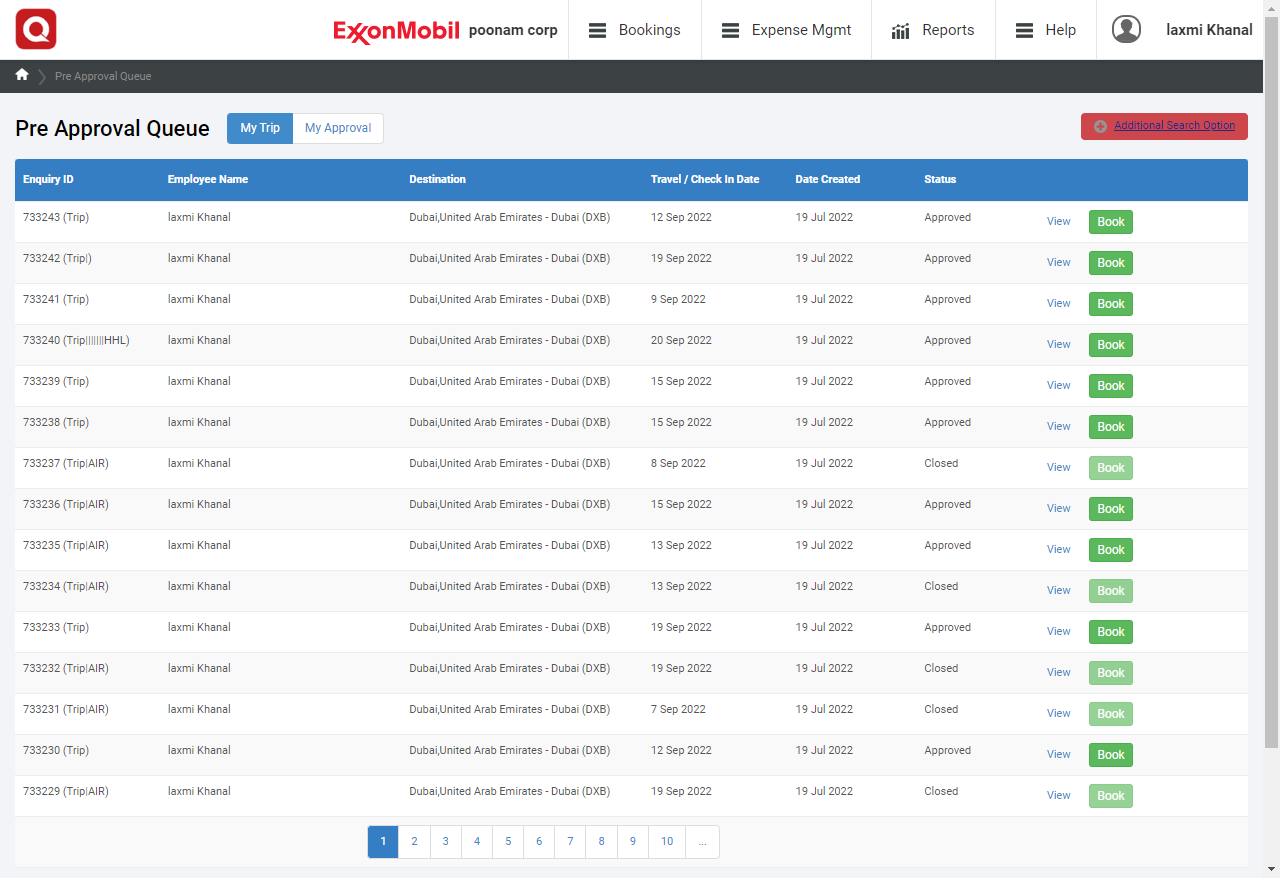 Q ExxonMobil poonam corp Bookings Expense Mgmt Reports Help laxmi Khanal
Pre Approval Queue
Pre Approval Queue My Trip My Approval Additional Search Option
Enquiry ID Employee Name Destination Travel / Check In Date Date Created Status
733243 (Trip) laxmi Khanal Dubai,United Arab Emirates - Dubai (DXB) 12 Sep 2022 19 Jul 2022 Approved View Book
733242 (Trip|) laxmi Khanal Dubai,United Arab Emirates - Dubai (DXB) 19 Sep 2022 19 Jul 2022 Approved View Book
733241 (Trip) laxmi Khanal Dubai,United Arab Emirates - Dubai (DXB) 9 Sep 2022 19 Jul 2022 Approved View Book
733240 (Trip|||||||HHL) laxmi Khanal Dubai,United Arab Emirates - Dubai (DXB) 20 Sep 2022 19 Jul 2022 Approved View Book
733239 (Trip) laxmi Khanal Dubai,United Arab Emirates - Dubai (DXB) 15 Sep 2022 19 Jul 2022 Approved View Book
733238 (Trip) laxmi Khanal Dubai,United Arab Emirates - Dubai (DXB) 15 Sep 2022 19 Jul 2022 Approved View Book
733237 (Trip|AIR) laxmi Khanal Dubai,United Arab Emirates - Dubai (DXB) 8 Sep 2022 19 Jul 2022 Closed View Book
733236 (Trip|AIR) laxmi Khanal Dubai,United Arab Emirates - Dubai (DXB) 15 Sep 2022 19 Jul 2022 Approved View Book
733235 (Trip|AIR) laxmi Khanal Dubai,United Arab Emirates - Dubai (DXB) 13 Sep 2022 19 Jul 2022 Approved View Book
733234 (Trip|AIR) laxmi Khanal Dubai,United Arab Emirates - Dubai (DXB) 13 Sep 2022 19 Jul 2022 Closed View Book
733233 (Trip) laxmi Khanal Dubai,United Arab Emirates - Dubai (DXB) 19 Sep 2022 19 Jul 2022 Approved View Book
733232 (Trip|AIR) laxmi Khanal Dubai,United Arab Emirates - Dubai (DXB) 19 Sep 2022 19 Jul 2022 Closed View Book
733231 (Trip|AIR) laxmi Khanal Dubai,United Arab Emirates - Dubai (DXB) 7 Sep 2022 19 Jul 2022 Closed View Book
733230 (Trip) laxmi Khanal Dubai,United Arab Emirates - Dubai (DXB) 12 Sep 2022 19 Jul 2022 Approved View Book
733229 (Trip|AIR) laxmi Khanal Dubai,United Arab Emirates - Dubai (DXB) 19 Sep 2022 19 Jul 2022 Closed View Book
1 2 3 4 5 6 7 8 9 10 ...